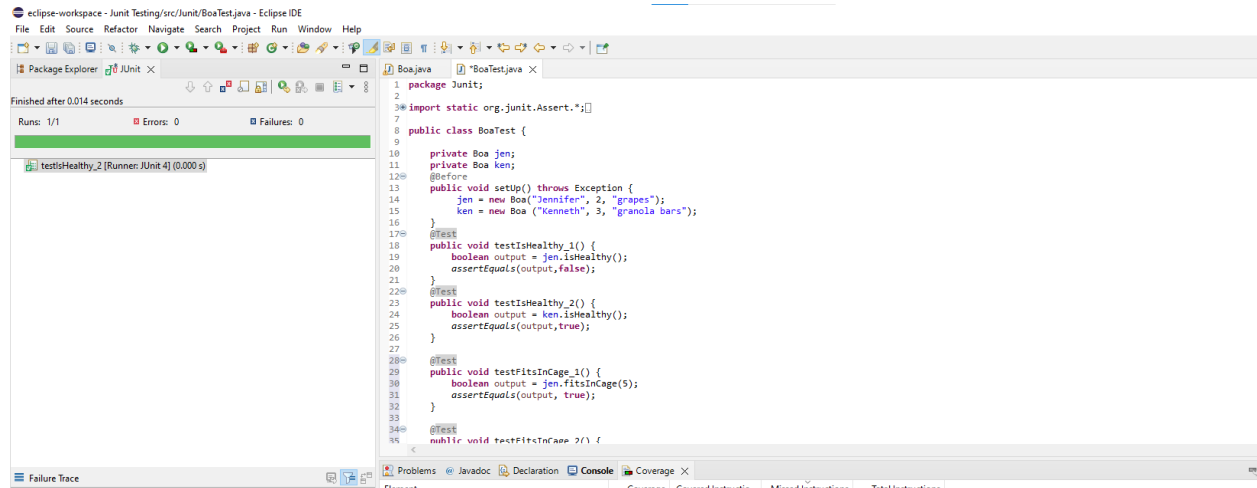 eclipse-workspace - Junit Testing/src/Junit/BoaTest.java - Eclipse IDE
File Edit Source Refactor Navigate Search Project Run Window Help
Package Explorer JUnit
Finished after 0.014 seconds
Runs: 1/1 Errors: 0 Failures: 0
testIsHealthy_2 [Runner: JUnit 4] (0.000 s)
Failure Trace
Boa.java *BoaTest.java
1 package Junit;
2
3 import static org.junit.Assert.*;
7
8 public class BoaTest {
9
10 private Boa jen;
11 private Boa ken;
12 @Before
13 public void setUp() throws Exception {
14 jen = new Boa("Jennifer", 2, "grapes");
15 ken = new Boa ("Kenneth", 3, "granola bars");
16 }
17 @Test
18 public void testIsHealthy_1() {
19 boolean output = jen.isHealthy();
20 assertEquals(output,false);
21 }
22 @Test
23 public void testIsHealthy_2() {
24 boolean output = ken.isHealthy();
25 assertEquals(output,true);
26 }
27
28 @Test
29 public void testFitsInCage_1() {
30 boolean output = jen.fitsInCage(5);
31 assertEquals(output, true);
32 }
33
34 @Test
35 public void testFitsInCage_2() {
Problems Javadoc Declaration Console Coverage
Element Coverage Covered Instructio... Missed Instructions Total Instructions